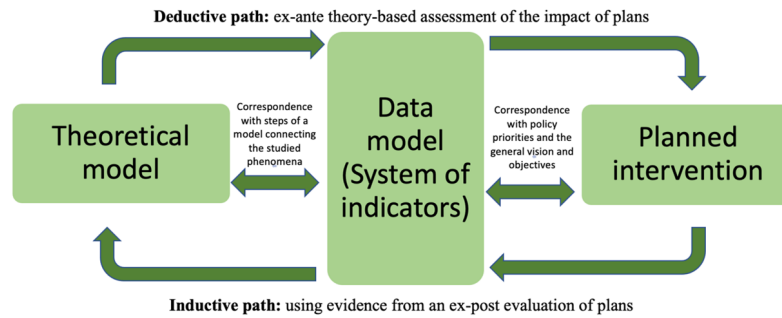 Deductive path: ex-ante theory-based assessment of the impact of plans
Theoretical
model
Correspondence
with steps of a
model connecting
the studied
phenomena
Data
model
(System of
indicators)
Correspondence
with policy
priorities and the
general vision and
objectives
Planned
intervention
Inductive path: using evidence from an ex-post evaluation of plans